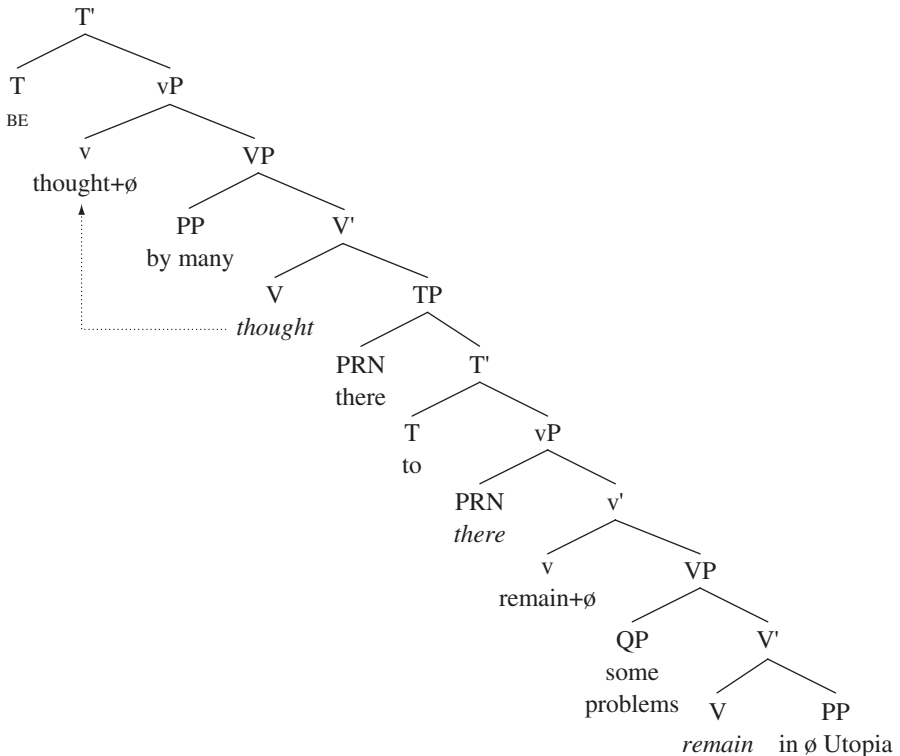 T'
T vP
BE
v VP
thought+ø
PP V'
by many
V TP
thought
PRN T'
there
T vP
to
PRN v'
there
v VP
remain+ø
QP V'
some
problems
V PP
remain in ø Utopia